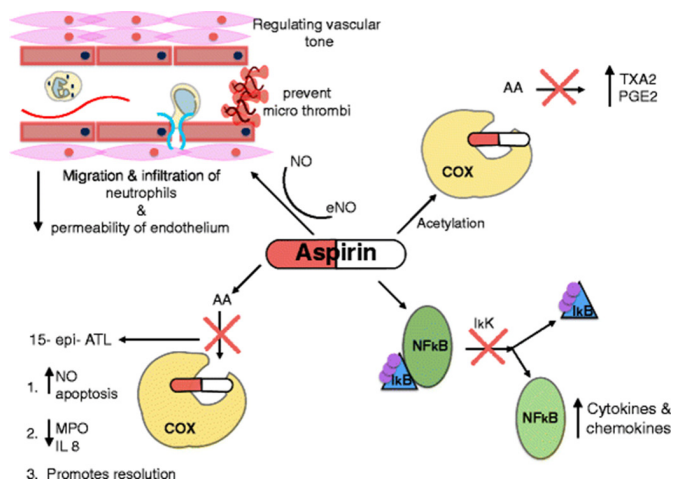 Regulating vascular
tone
prevent
micro thrombi
Migration & infiltration of
neutrophils
&
permeability of endothelium
NO
eNO
AA
TXA2
PGE2
COX
Acetylation
Aspirin
AA
15- epi- ATL
1. NO
apoptosis
2. MPO
IL 8
3. Promotes resolution
COX
NFκB
IκB
IκK
IκB
NFκB
Cytokines &
chemokines